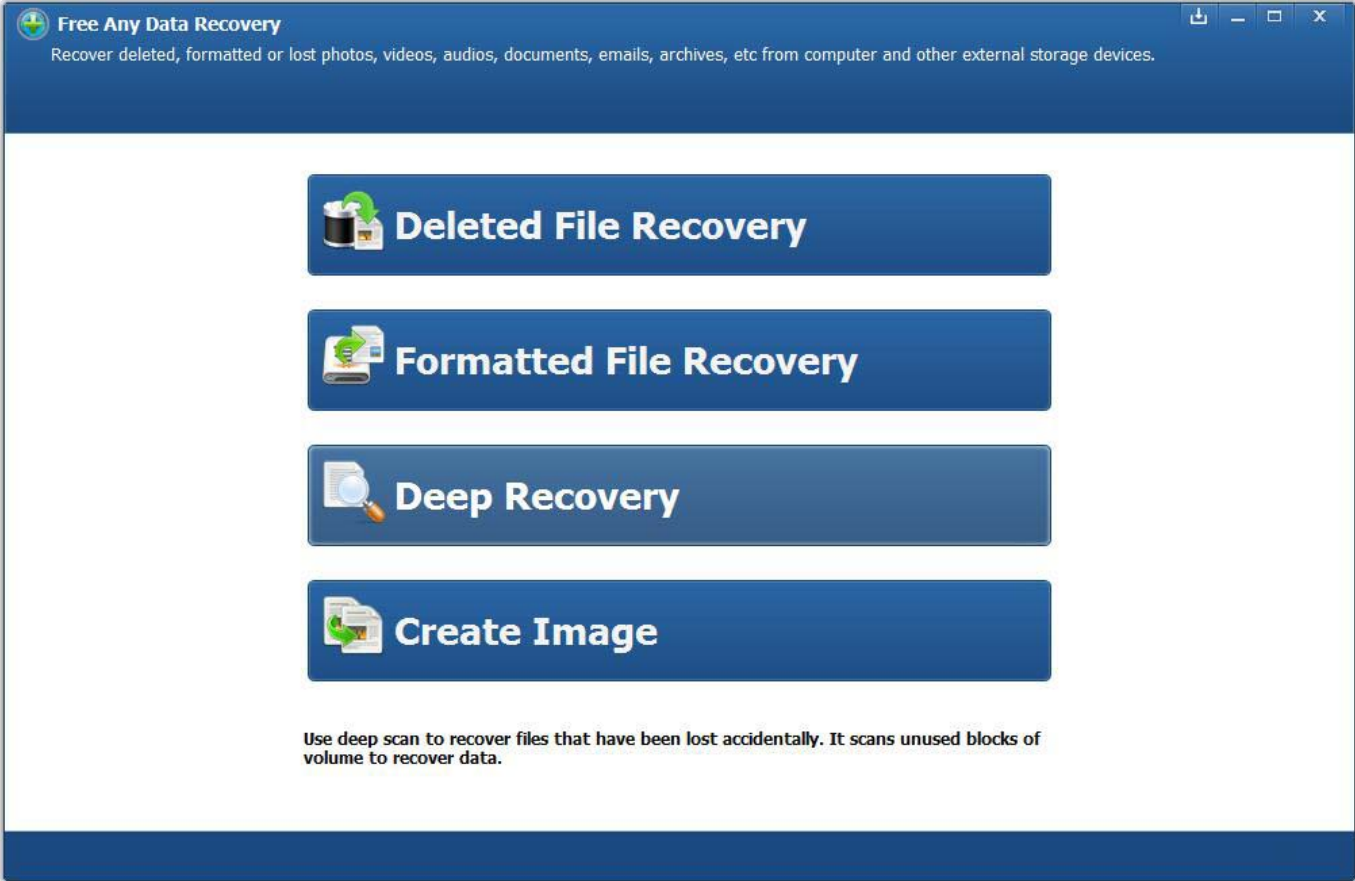 Free Any Data Recovery
Recover deleted, formatted or lost photos, videos, audios, documents, emails, archives, etc from computer and other external storage devices.
Deleted File Recovery
Formatted File Recovery
Deep Recovery
Create Image
Use deep scan to recover files that have been lost accidentally. It scans unused blocks of
volume to recover data.